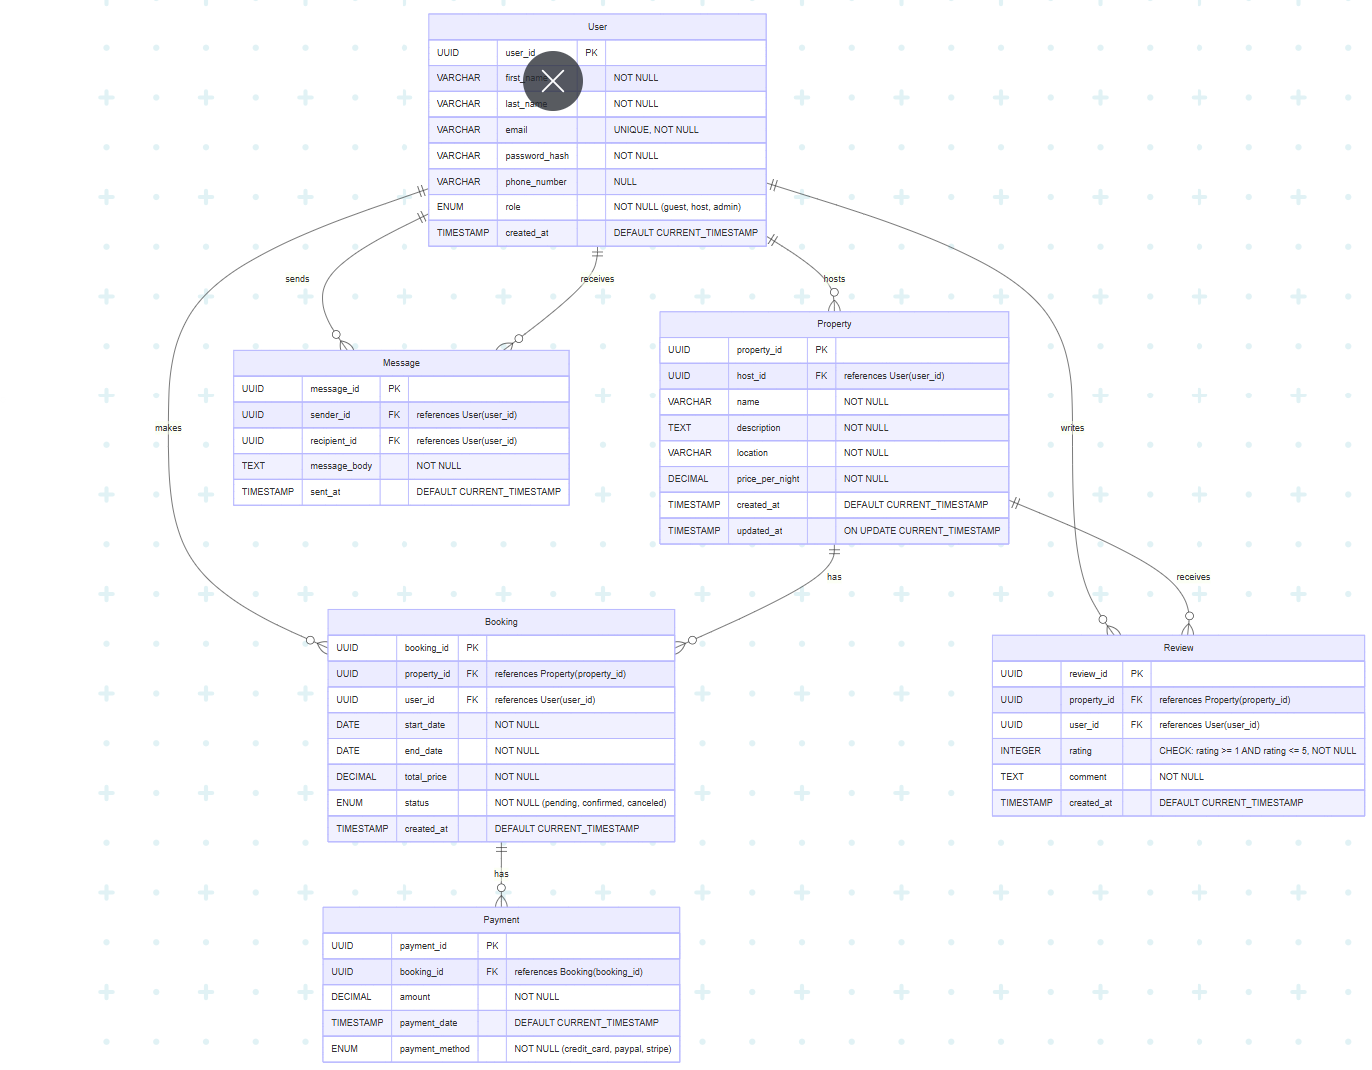 User
UUID user_id PK
VARCHAR first_name NOT NULL
VARCHAR last_name NOT NULL
VARCHAR email UNIQUE, NOT NULL
VARCHAR password_hash NOT NULL
VARCHAR phone_number NULL
ENUM role NOT NULL (guest, host, admin)
TIMESTAMP created_at DEFAULT CURRENT_TIMESTAMP
sends
receives
hosts
makes
writes
Message
UUID message_id PK
UUID sender_id FK references User(user_id)
UUID recipient_id FK references User(user_id)
TEXT message_body NOT NULL
TIMESTAMP sent_at DEFAULT CURRENT_TIMESTAMP
Property
UUID property_id PK
UUID host_id FK references User(user_id)
VARCHAR name NOT NULL
TEXT description NOT NULL
VARCHAR location NOT NULL
DECIMAL price_per_night NOT NULL
TIMESTAMP created_at DEFAULT CURRENT_TIMESTAMP
TIMESTAMP updated_at ON UPDATE CURRENT_TIMESTAMP
has
receives
Booking
UUID booking_id PK
UUID property_id FK references Property(property_id)
UUID user_id FK references User(user_id)
DATE start_date NOT NULL
DATE end_date NOT NULL
DECIMAL total_price NOT NULL
ENUM status NOT NULL (pending, confirmed, canceled)
TIMESTAMP created_at DEFAULT CURRENT_TIMESTAMP
Review
UUID review_id PK
UUID property_id FK references Property(property_id)
UUID user_id FK references User(user_id)
INTEGER rating CHECK: rating >= 1 AND rating <= 5, NOT NULL
TEXT comment NOT NULL
TIMESTAMP created_at DEFAULT CURRENT_TIMESTAMP
has
Payment
UUID payment_id PK
UUID booking_id FK references Booking(booking_id)
DECIMAL amount NOT NULL
TIMESTAMP payment_date DEFAULT CURRENT_TIMESTAMP
ENUM payment_method NOT NULL (credit_card, paypal, stripe)